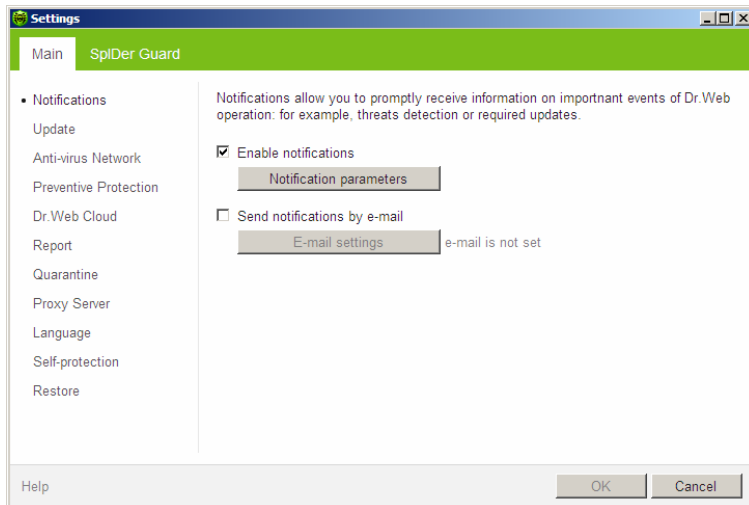 Settings
Main SpIDer Guard
Notifications
Update
Anti-virus Network
Preventive Protection
Dr.Web Cloud
Report
Quarantine
Proxy Server
Language
Self-protection
Restore
Notifications allow you to promptly receive information on importnant events of Dr.Web
operation: for example, threats detection or required updates.
Enable notifications
Notification parameters
Send notifications by e-mail
E-mail settings e-mail is not set
Help OK Cancel